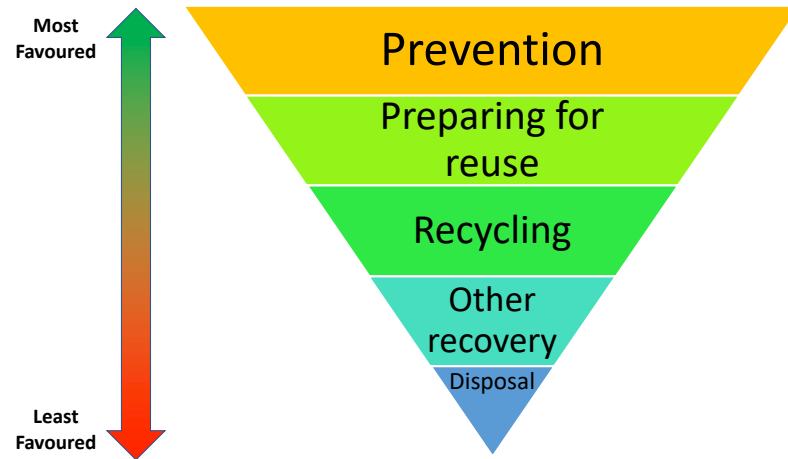 Most
Favoured
Prevention
Preparing for
reuse
Recycling
Other
recovery
Disposal
Least
Favoured